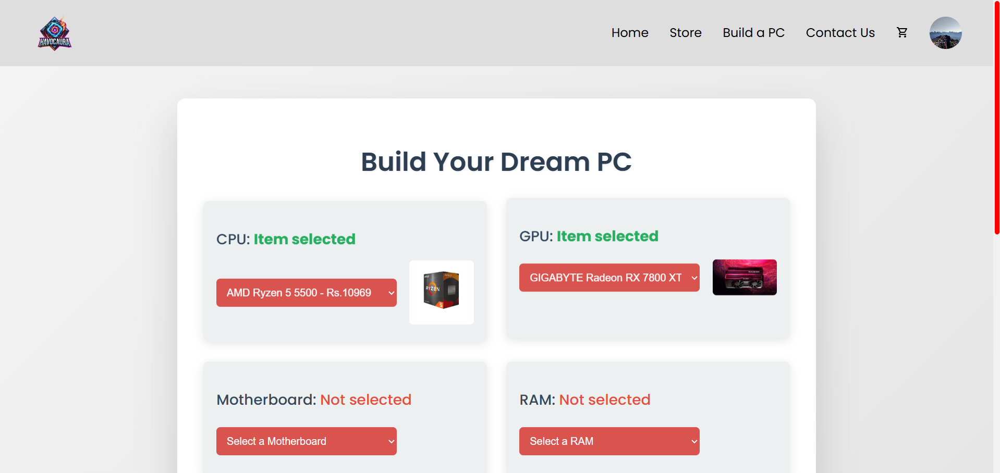 HAVOCAURA
Home
Store
Build a PC
Contact Us
Build Your Dream PC
CPU: Item selected
AMD Ryzen 5 5500 - Rs.10969
RYZEN
5
GPU: Item selected
GIGABYTE Radeon RX 7800 XT
Motherboard: Not selected
Select a Motherboard
RAM: Not selected
Select a RAM